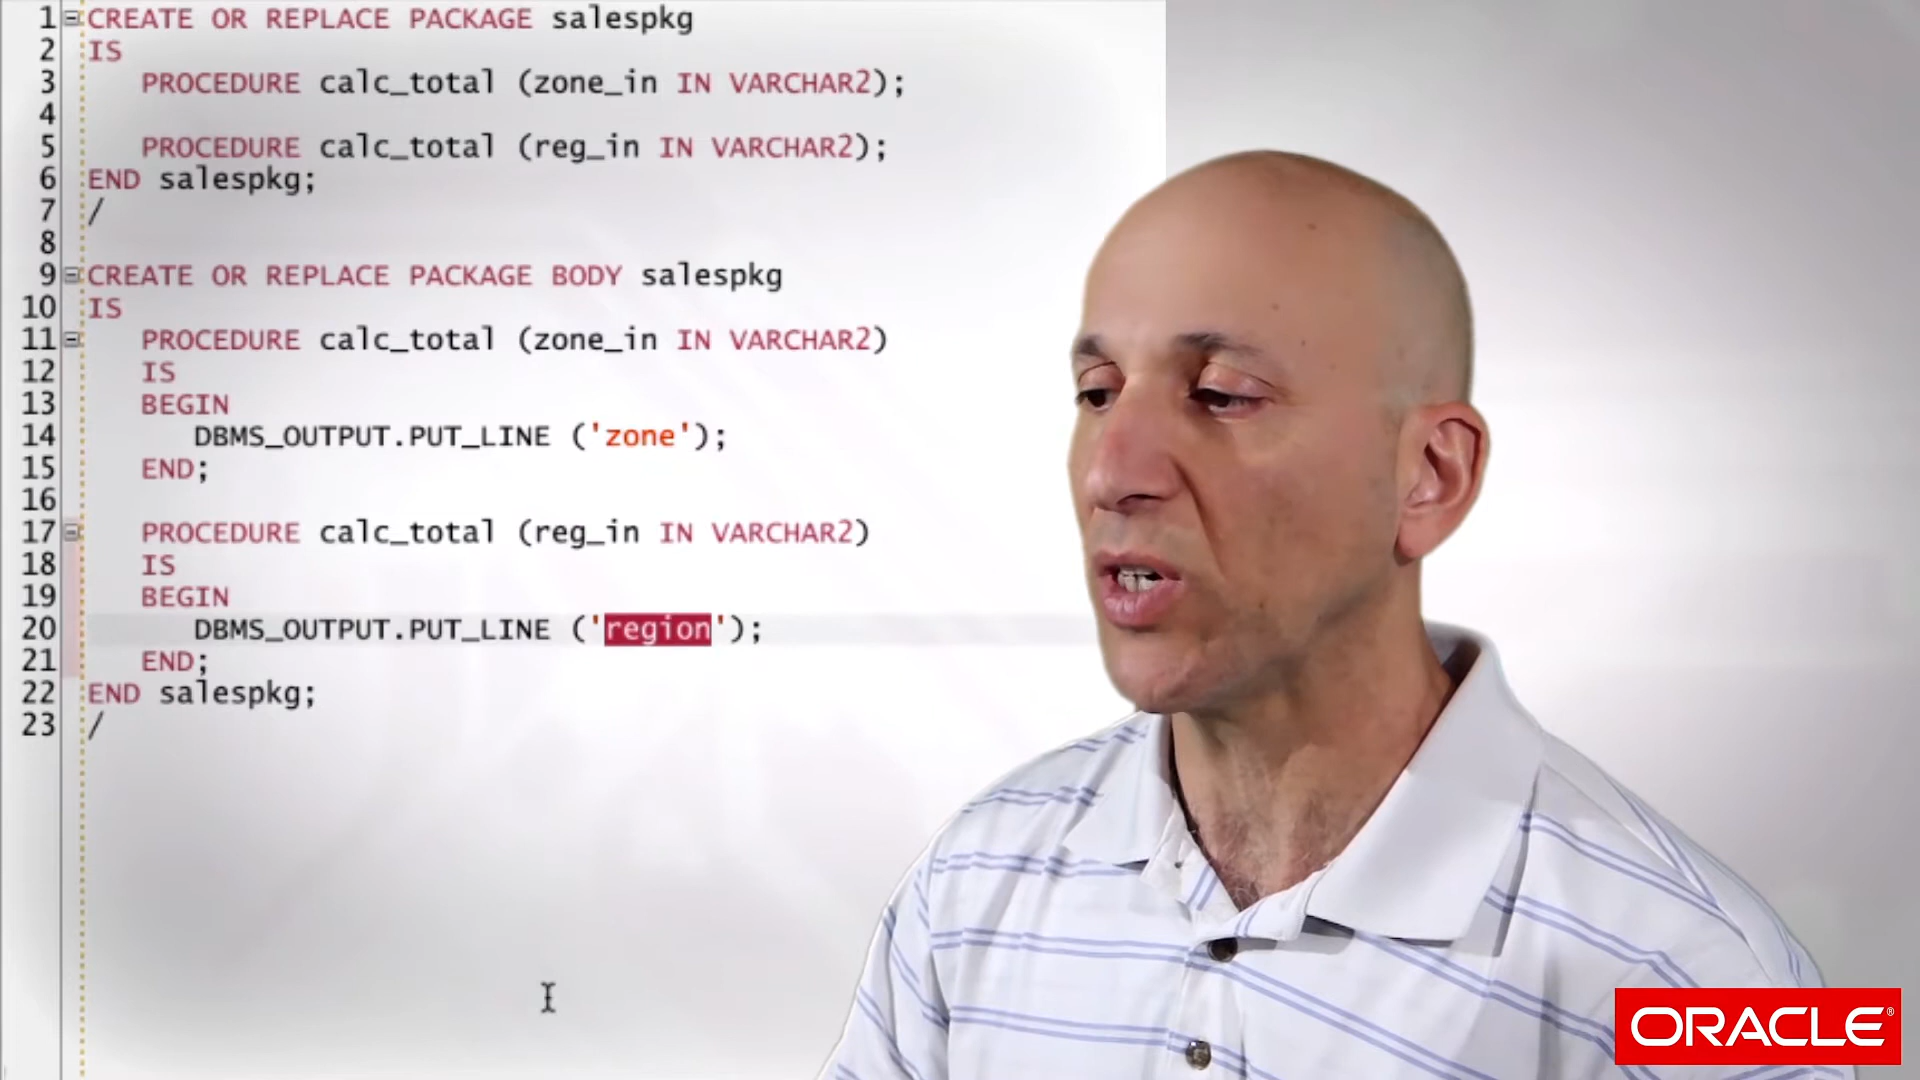 1 CREATE OR REPLACE PACKAGE salespkg
2 IS
3 PROCEDURE calc_total (zone_in IN VARCHAR2);
4
5 PROCEDURE calc_total (reg_in IN VARCHAR2);
6 END salespkg;
7 /
8
9 CREATE OR REPLACE PACKAGE BODY salespkg
10 IS
11 PROCEDURE calc_total (zone_in IN VARCHAR2)
12 IS
13 BEGIN
14 DBMS_OUTPUT.PUT_LINE ('zone');
15 END;
16
17 PROCEDURE calc_total (reg_in IN VARCHAR2)
18 IS
19 BEGIN
20 DBMS_OUTPUT.PUT_LINE ('region');
21 END;
22 END salespkg;
23 /
ORACLE®